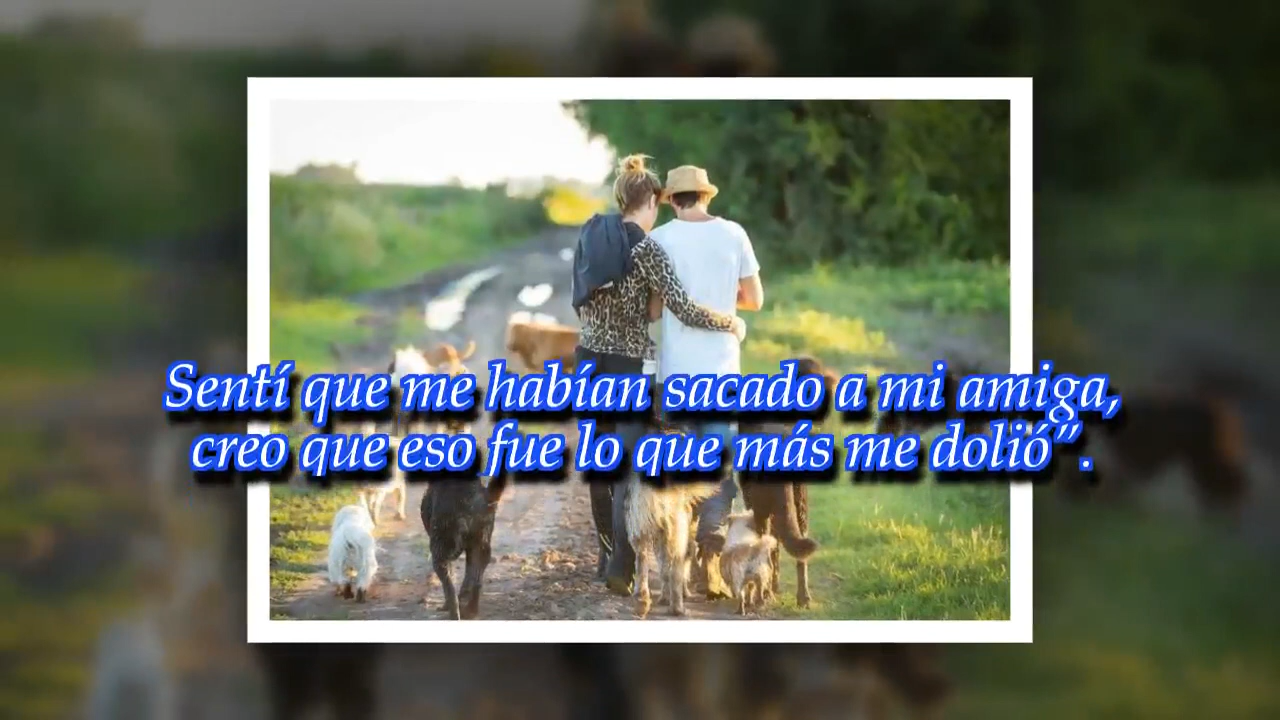 Sentí que me habían sacado a mi amiga,
creo que eso fue lo que más me dolió”.